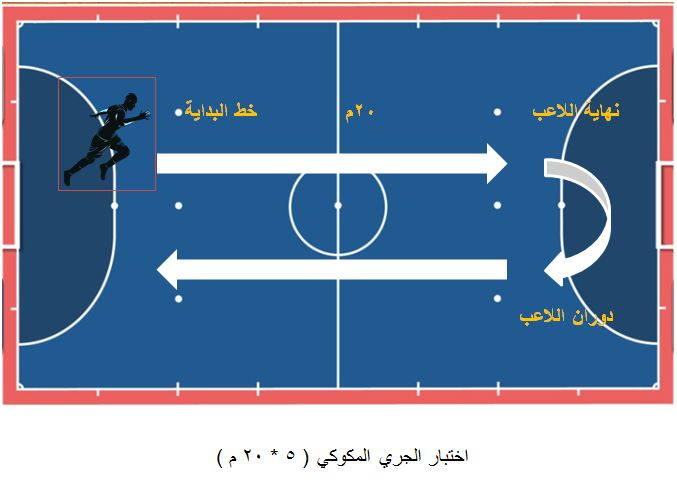 خط البداية
٢٠م
نهاية اللاعب
دوران اللاعب
اختبار الجري المكوكي ( ٥ * ٢٠ م )